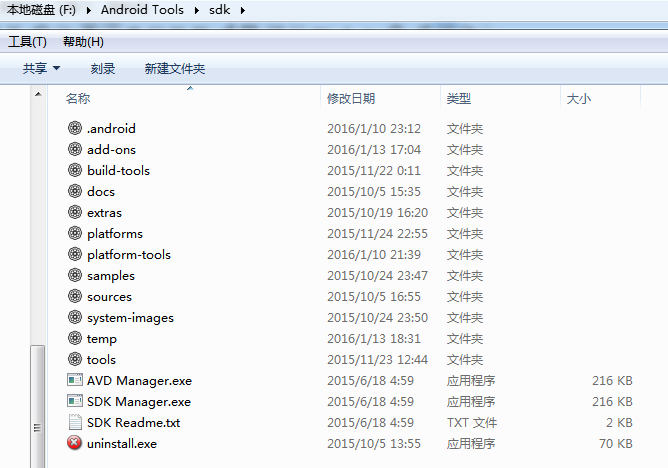 本地磁盘 (F:) ▸ Android Tools ▸ sdk ▸
工具(T) 帮助(H)
共享 刻录 新建文件夹
名称 修改日期 类型 大小
.android 2016/1/10 23:12 文件夹
add-ons 2016/1/13 17:04 文件夹
build-tools 2015/11/22 0:11 文件夹
docs 2015/10/5 15:35 文件夹
extras 2015/10/19 16:20 文件夹
platforms 2015/11/24 22:55 文件夹
platform-tools 2016/1/10 21:39 文件夹
samples 2015/10/24 23:47 文件夹
sources 2015/10/5 16:55 文件夹
system-images 2015/10/24 23:50 文件夹
temp 2016/1/13 18:31 文件夹
tools 2015/11/23 12:44 文件夹
AVD Manager.exe 2015/6/18 4:59 应用程序 216 KB
SDK Manager.exe 2015/6/18 4:59 应用程序 216 KB
SDK Readme.txt 2015/6/18 4:59 TXT 文件 2 KB
uninstall.exe 2015/10/5 13:55 应用程序 70 KB